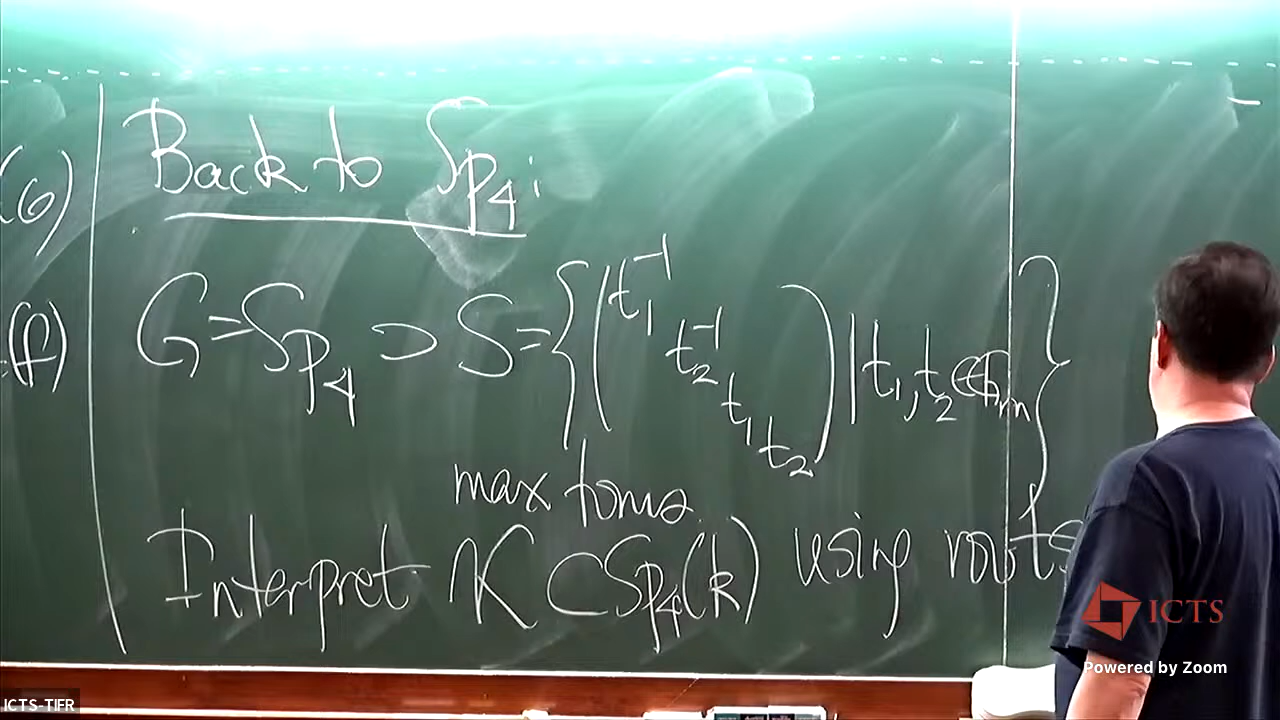 Back to Sp₄:
(G)
G = Sp₄ ⊃ S = { ( t₁⁻¹ t₂⁻¹ t₁ t₂ ) | t₁, t₂ ∈ Gₘ }
max torus
Interpret K ⊂ Sp₄(k) using roots
ICTS
Powered by Zoom
ICTS-TIFR